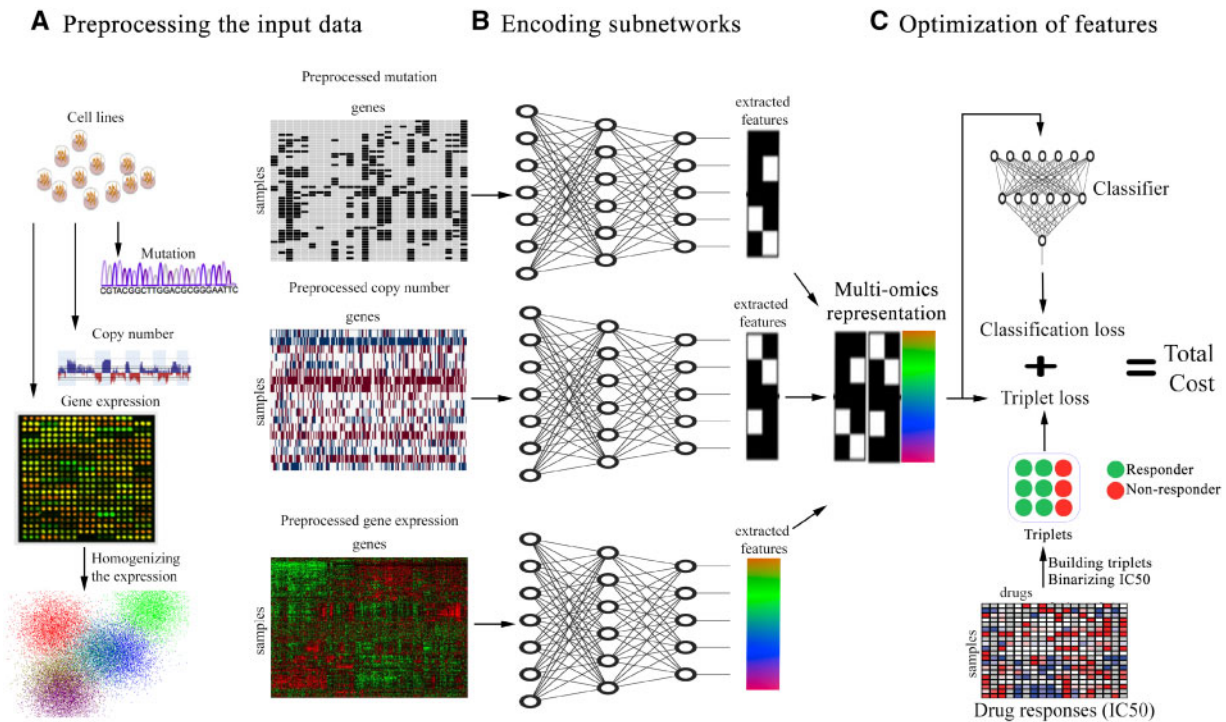 A Preprocessing the input data
Cell lines
Mutation
CGTACGGCTTGGACGCGGGAATTC
Copy number
Gene expression
Homogenizing
the expression
Preprocessed mutation
genes
samples
Preprocessed copy number
genes
samples
Preprocessed gene expression
genes
samples
B Encoding subnetworks
extracted
features
extracted
features
extracted
features
Multi-omics
representation
C Optimization of features
Classifier
Classification loss
+
Triplet loss
= Total
Cost
Responder
Non-responder
Triplets
Building triplets
Binarizing IC50
drugs
samples
Drug responses (IC50)